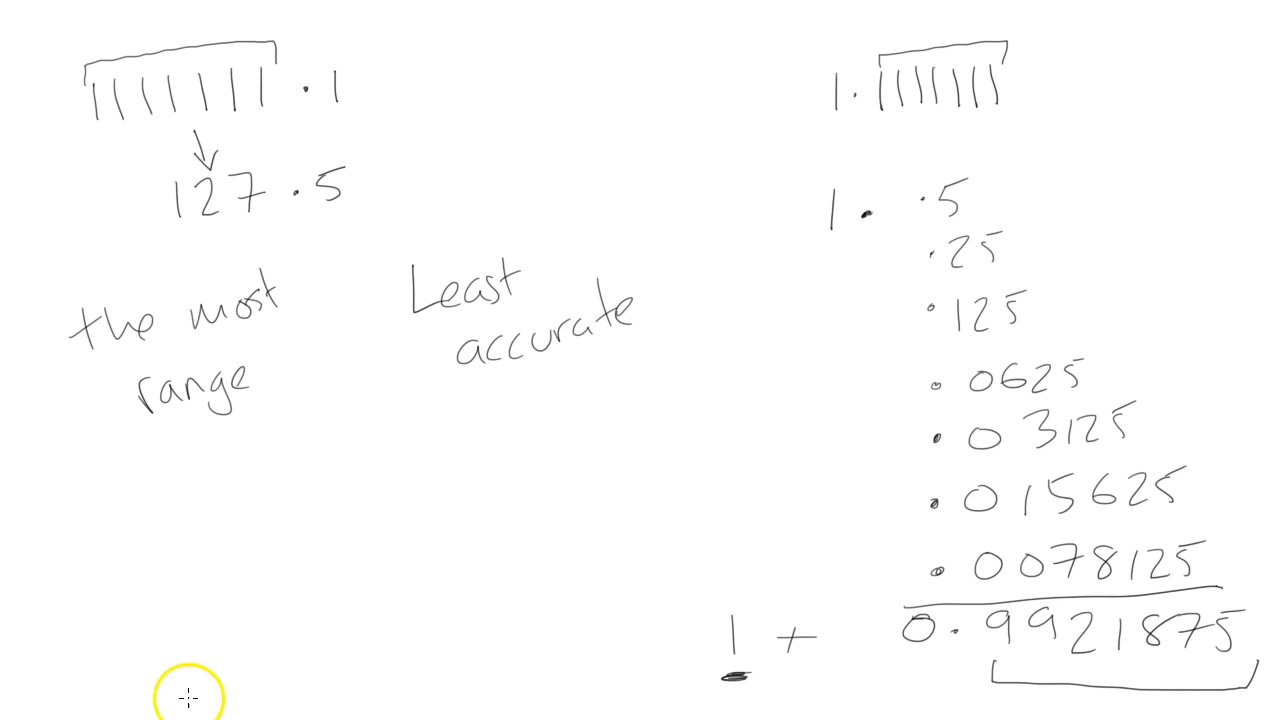 1111111.1
127.5
the most
range
Least
accurate
1.1111111
1. .5
.25
.125
.0625
.03125
.015625
.0078125
1 + 0.9921875